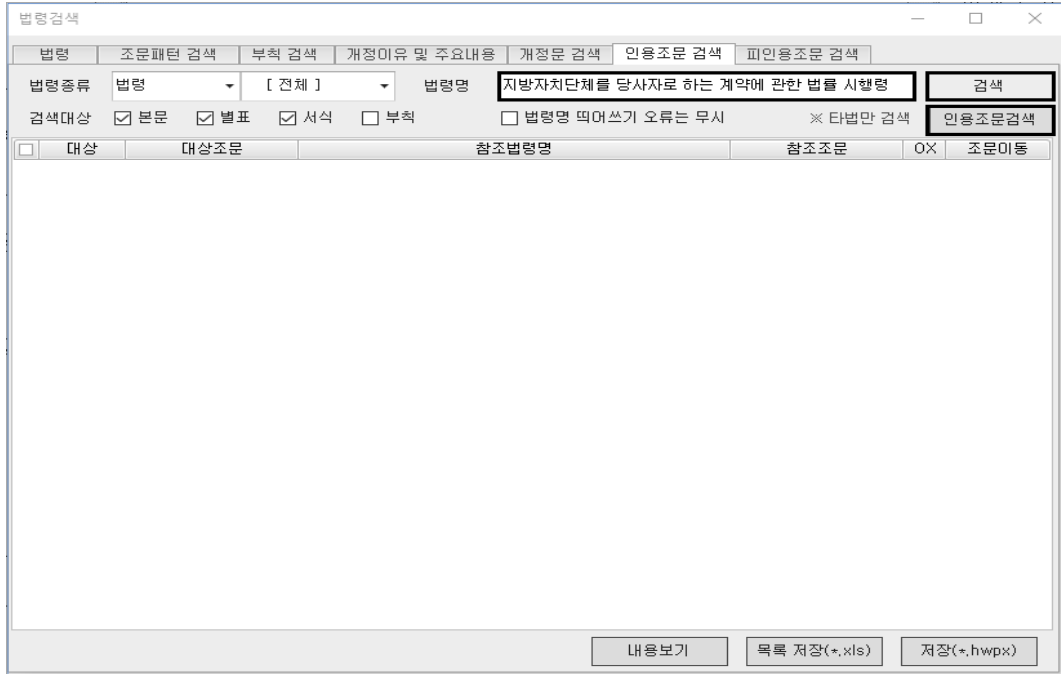 법령검색
법령 조문패턴 검색 부칙 검색 개정이유 및 주요내용 개정문 검색 인용조문 검색 피인용조문 검색
법령종류 법령 [ 전체 ] 법령명 지방자치단체를 당사자로 하는 계약에 관한 법률 시행령 검색
검색대상 본문 별표 서식 부칙 법령명 띄어쓰기 오류는 무시 ※ 타법만 검색 인용조문검색
대상 대상조문 참조법령명 참조조문 OX 조문이동
내용보기 목록 저장(*.xls) 저장(*.hwpx)